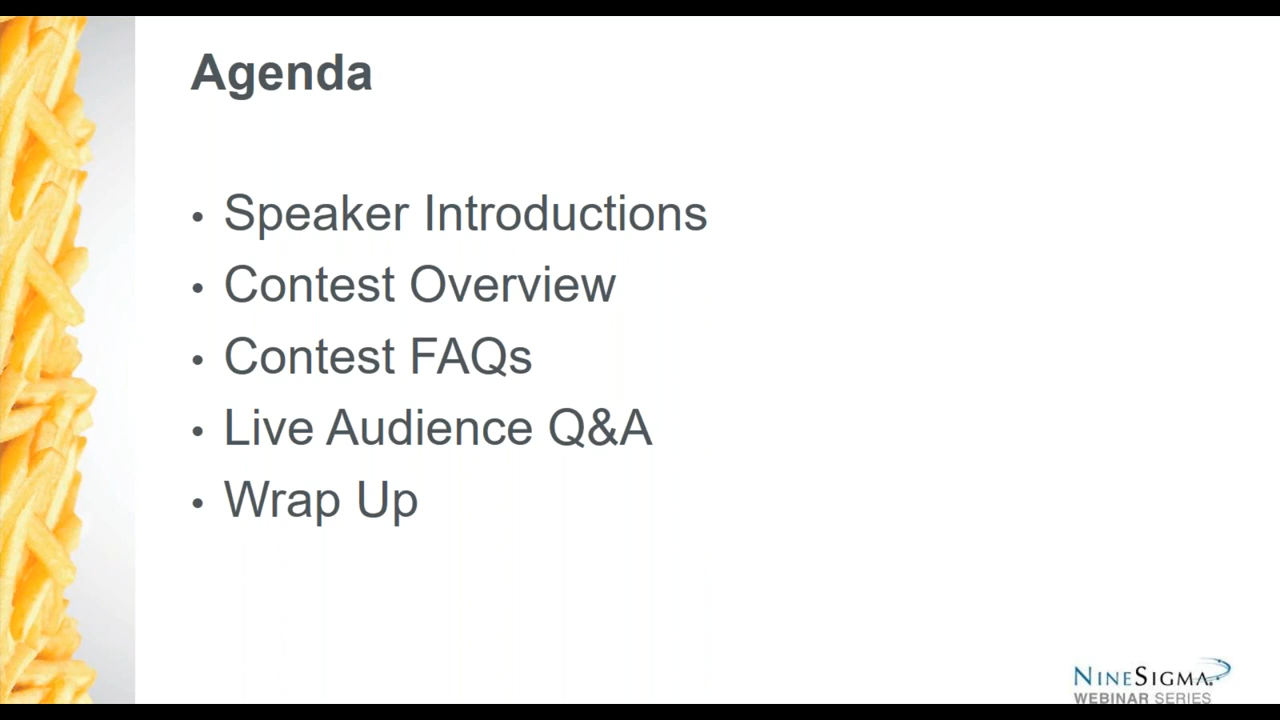 Agenda
• Speaker Introductions
• Contest Overview
• Contest FAQs
• Live Audience Q&A
• Wrap Up
NINESIGMA
WEBINAR SERIES